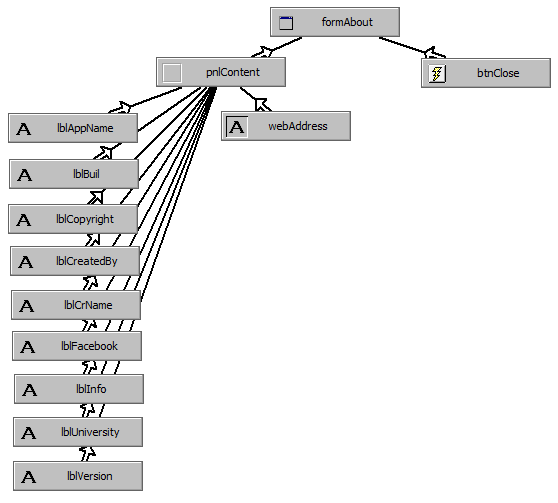 formAbout
pnlContent
btnClose
lblAppName
webAddress
lblBuil
lblCopyright
lblCreatedBy
lblCrName
lblFacebook
lblInfo
lblUniversity
lblVersion